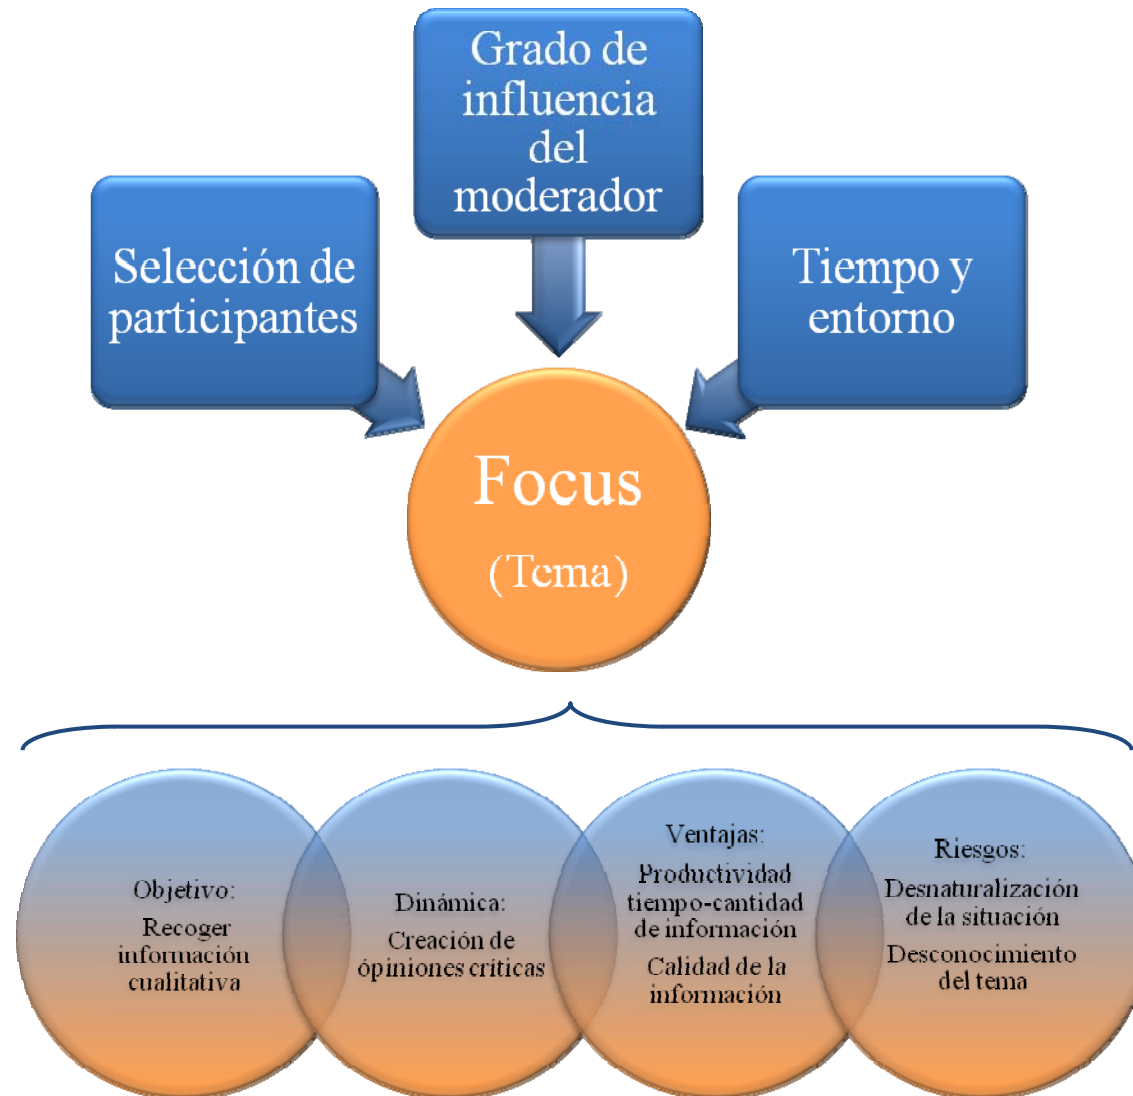 Grado de
influencia
del
moderador
Selección de
participantes
Tiempo y
entorno
Focus
(Tema)
Objetivo:
Recoger
información
cualitativa
Dinámica:
Creación de
ópiniones críticas
Ventajas:
Productividad
tiempo-cantidad
de información
Calidad de la
información
Riesgos:
Desnaturalización
de la situación
Desconocimiento
del tema